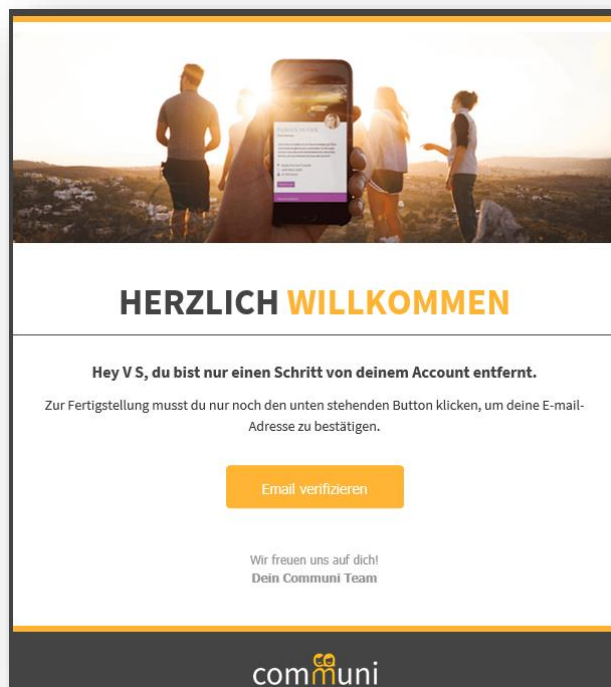 HERZLICH WILLKOMMEN
Hey V S, du bist nur einen Schritt von deinem Account entfernt.
Zur Fertigstellung musst du nur noch den unten stehenden Button klicken, um deine E-mail-
Adresse zu bestätigen.
Email verifizieren
Wir freuen uns auf dich!
Dein Communi Team
communi